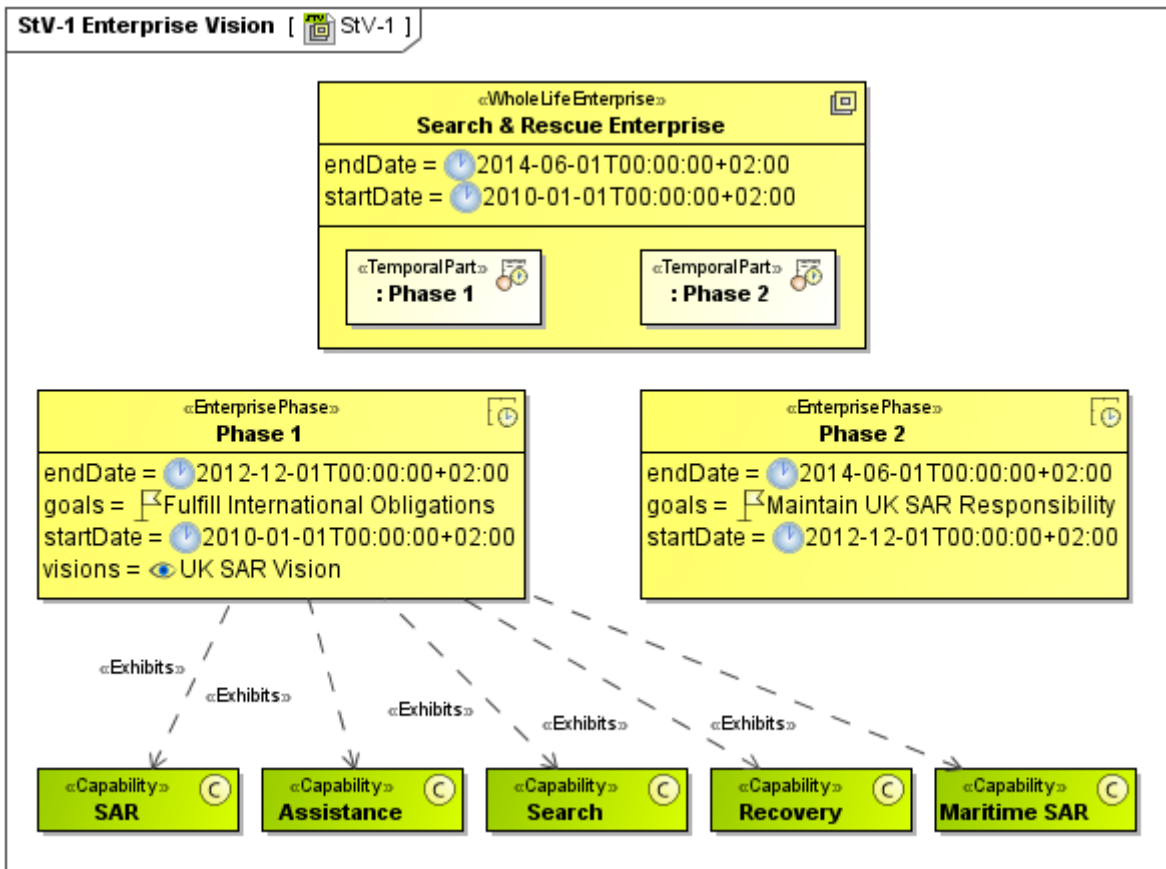 StV-1 Enterprise Vision [ StV StV-1 ]
«WholeLifeEnterprise»
Search & Rescue Enterprise
endDate = 2014-06-01T00:00:00+02:00
startDate = 2010-01-01T00:00:00+02:00
«TemporalPart»
: Phase 1
«TemporalPart»
: Phase 2
«EnterprisePhase»
Phase 1
endDate = 2012-12-01T00:00:00+02:00
goals = Fulfill International Obligations
startDate = 2010-01-01T00:00:00+02:00
visions = UK SAR Vision
«EnterprisePhase»
Phase 2
endDate = 2014-06-01T00:00:00+02:00
goals = Maintain UK SAR Responsibility
startDate = 2012-12-01T00:00:00+02:00
«Exhibits»
«Exhibits»
«Exhibits»
«Exhibits»
«Exhibits»
«Capability» C
SAR
«Capability» C
Assistance
«Capability» C
Search
«Capability» C
Recovery
«Capability» C
Maritime SAR